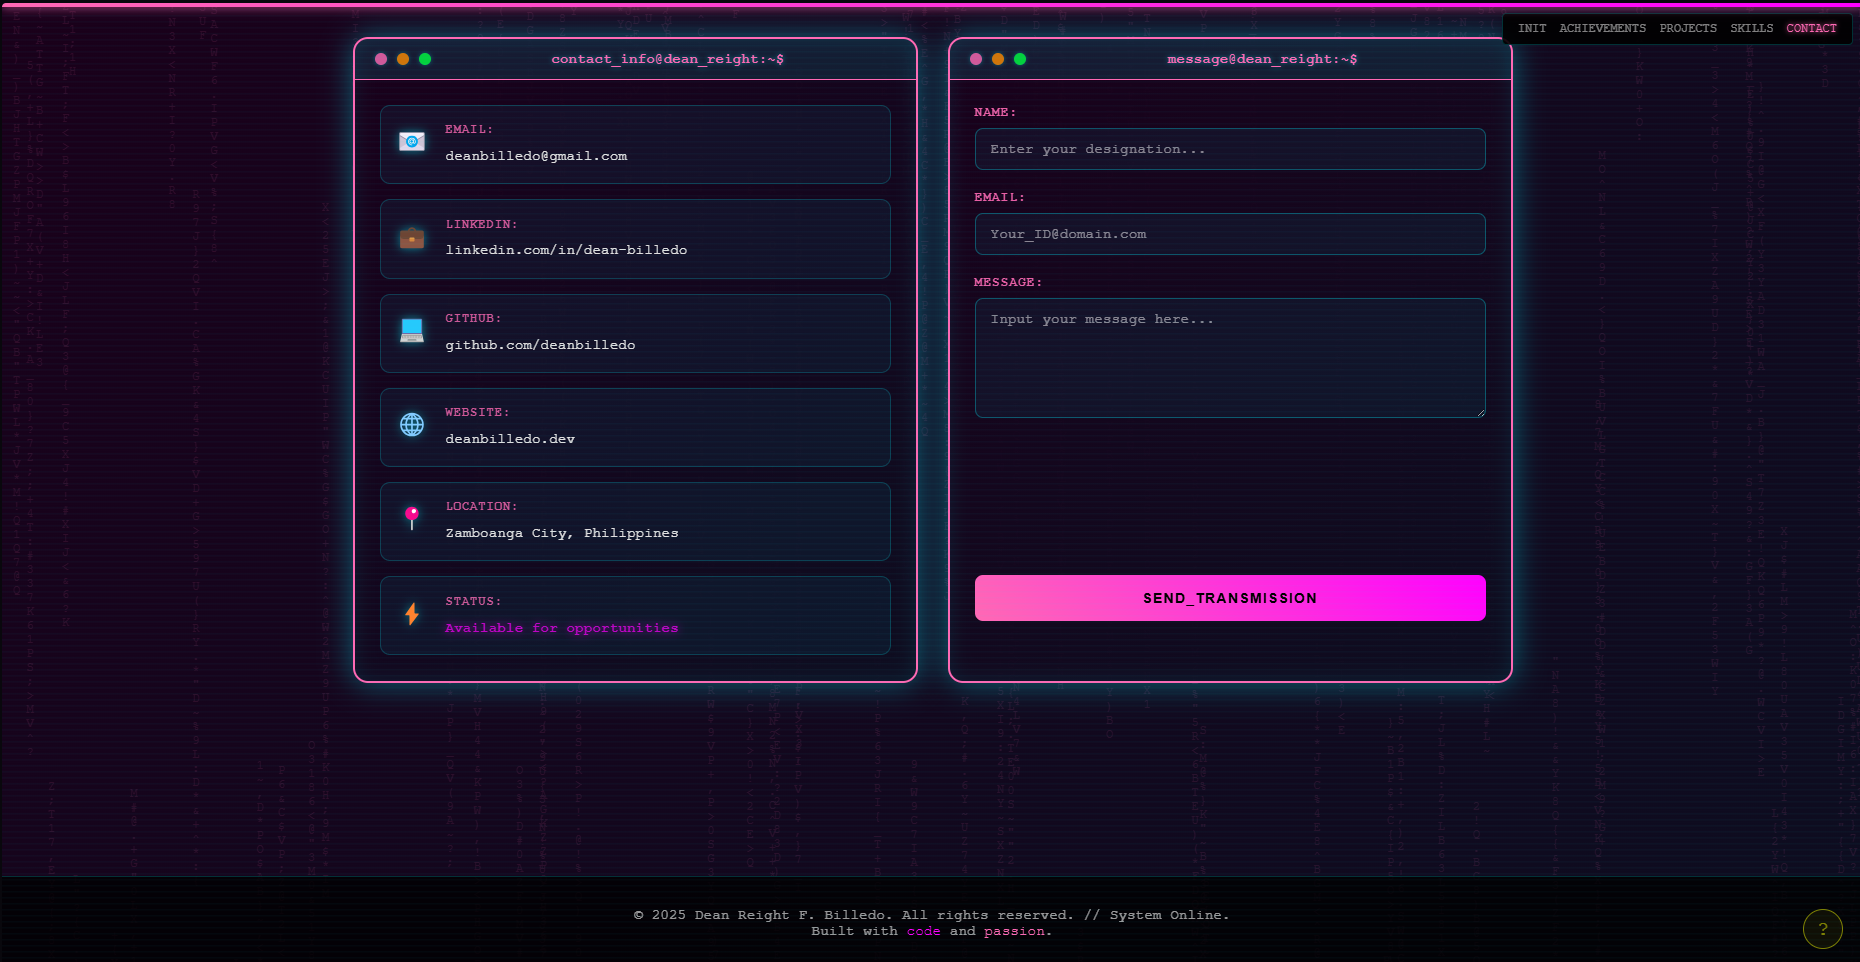 INIT ACHIEVEMENTS PROJECTS SKILLS CONTACT
contact_info@dean_reight:~$
EMAIL:
deanbilledo@gmail.com
LINKEDIN:
linkedin.com/in/dean-billedo
GITHUB:
github.com/deanbilledo
WEBSITE:
deanbilledo.dev
LOCATION:
Zamboanga City, Philippines
STATUS:
Available for opportunities
message@dean_reight:~$
NAME:
Enter your designation...
EMAIL:
Your_ID@domain.com
MESSAGE:
Input your message here...
SEND_TRANSMISSION
© 2025 Dean Reight F. Billedo. All rights reserved. // System Online.
Built with code and passion.
?